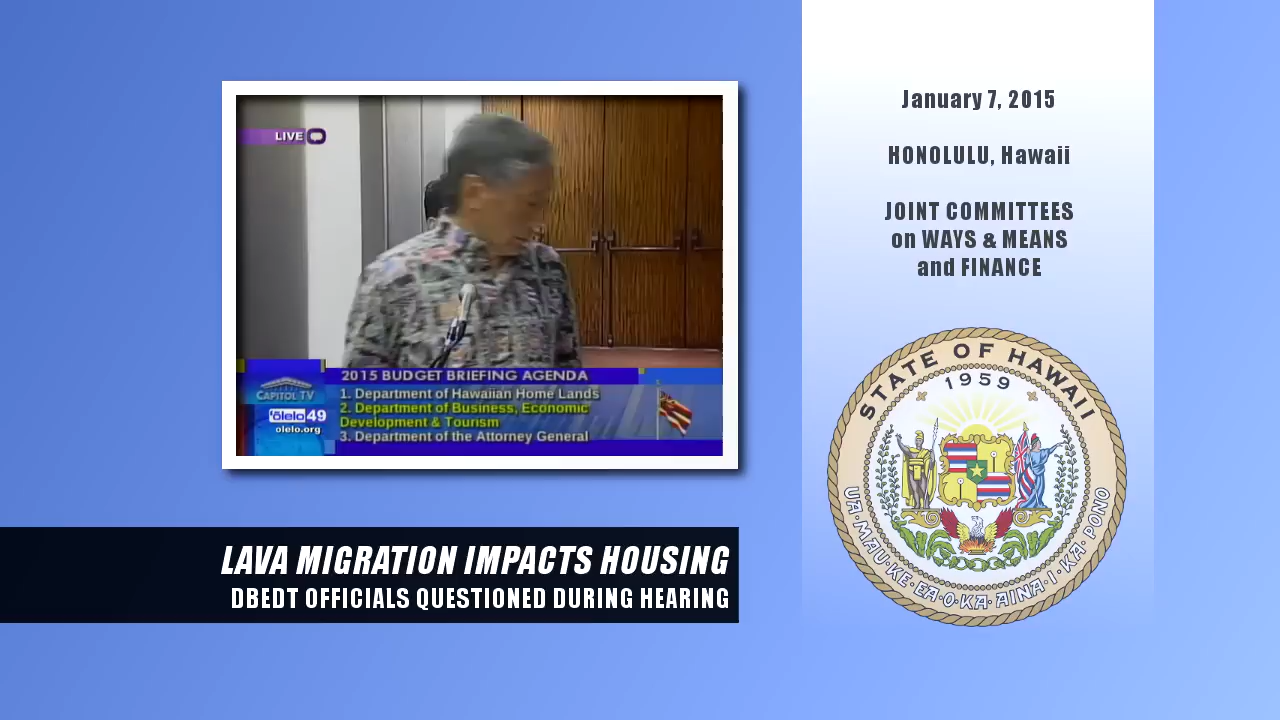 LIVE
2015 BUDGET BRIEFING AGENDA
1. Department of Hawaiian Home Lands
2. Department of Business, Economic
Development & Tourism
3. Department of the Attorney General
CAPITOL TV
'ōlelo 49
olelo.org
LAVA MIGRATION IMPACTS HOUSING
DBEDT OFFICIALS QUESTIONED DURING HEARING
January 7, 2015
HONOLULU, Hawaii
JOINT COMMITTEES
on WAYS & MEANS
and FINANCE
STATE OF HAWAII
1959
UA·MAU·KE·EA·O·KA·AINA·I·KA·PONO